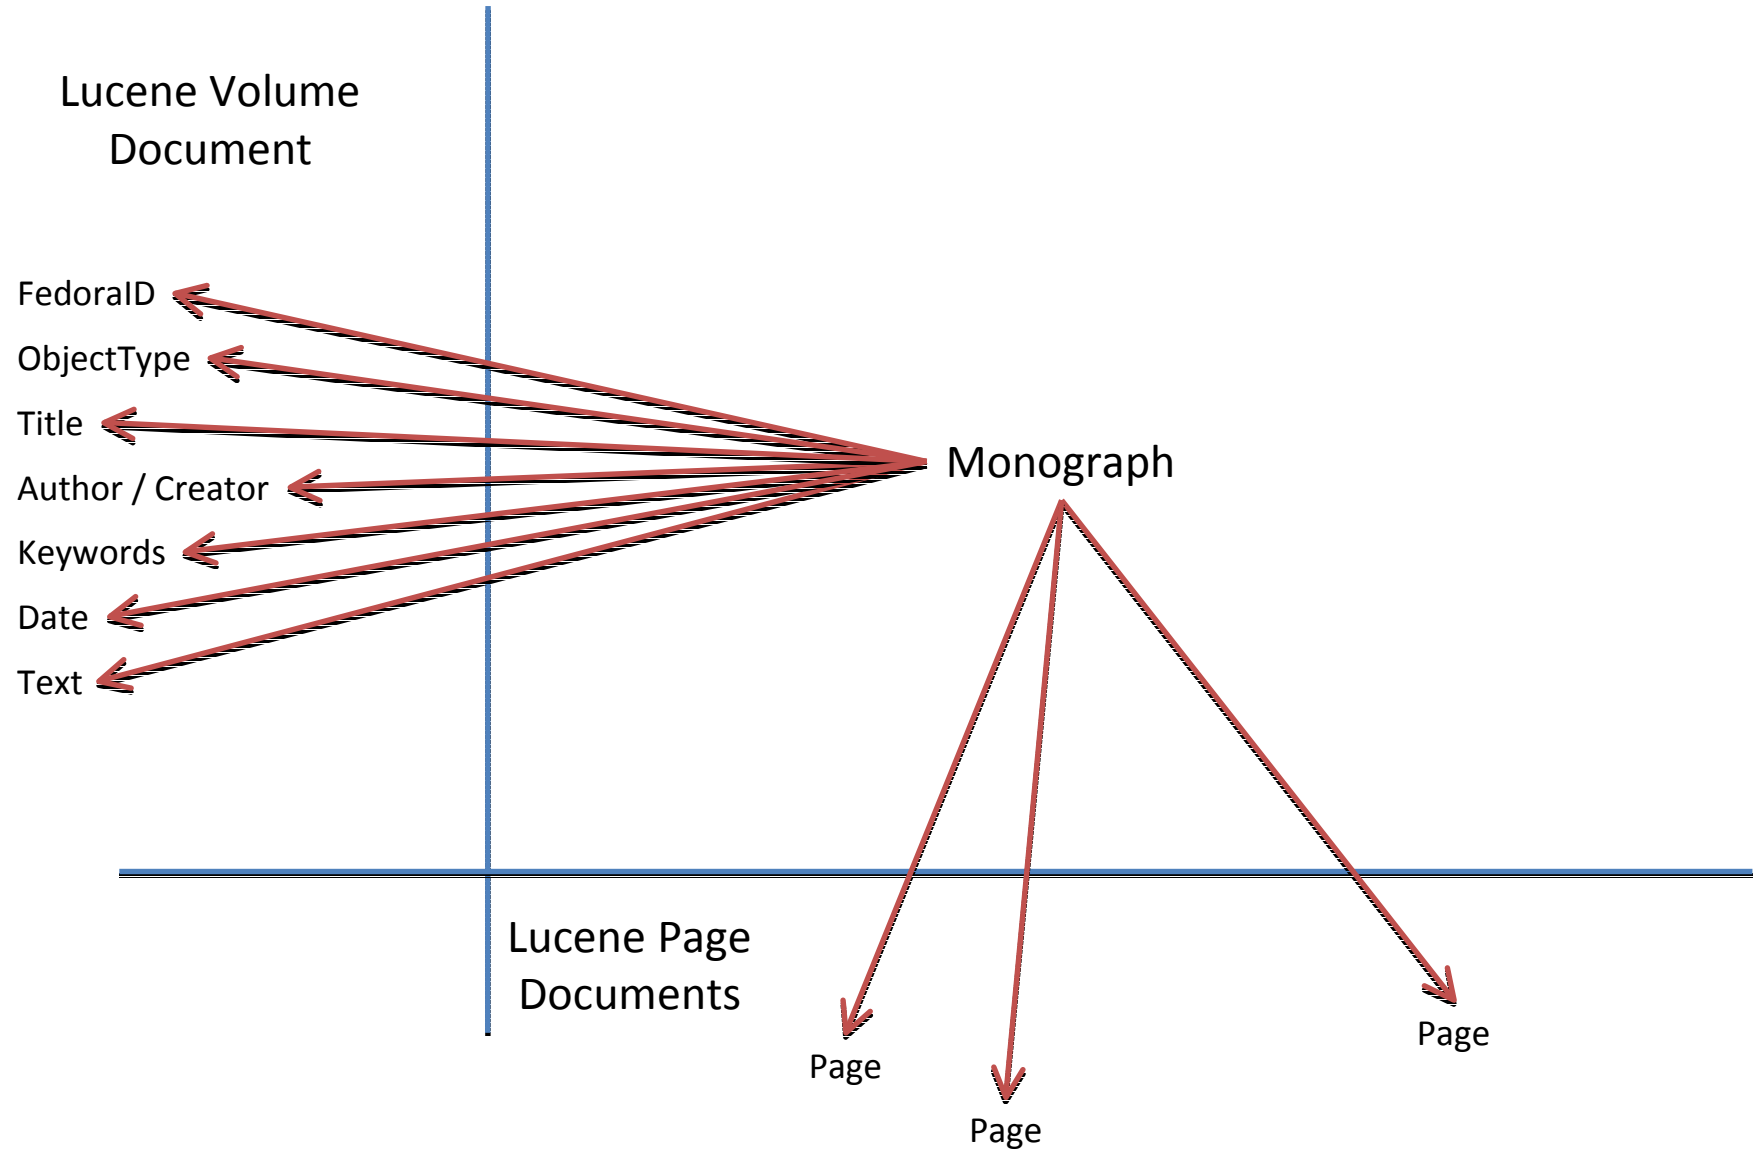 Lucene Volume
Document
FedoraID
ObjectType
Title
Author / Creator
Keywords
Date
Text
Monograph
Lucene Page
Documents
Page
Page
Page